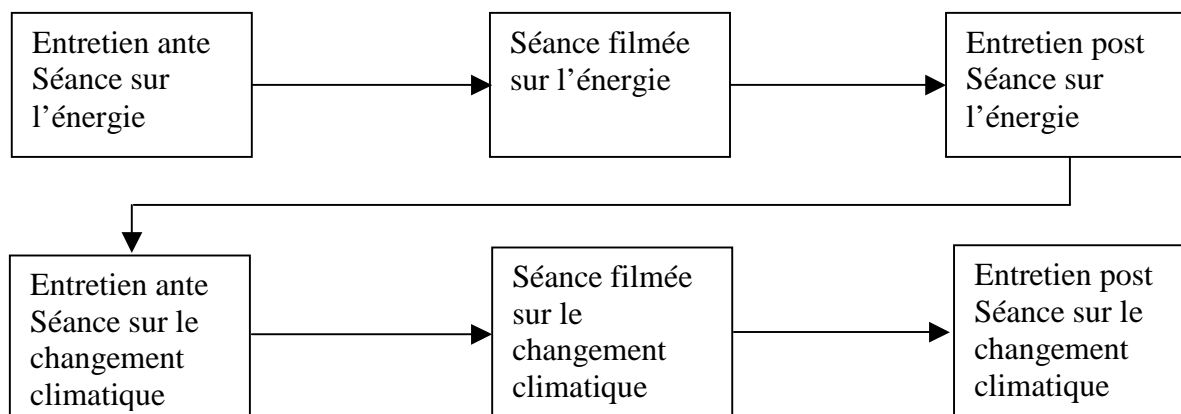 Entretien ante
Séance sur
l’énergie
Séance filmée
sur l’énergie
Entretien post
Séance sur
l’énergie
Entretien ante
Séance sur le
changement
climatique
Séance filmée
sur le
changement
climatique
Entretien post
Séance sur le
changement
climatique